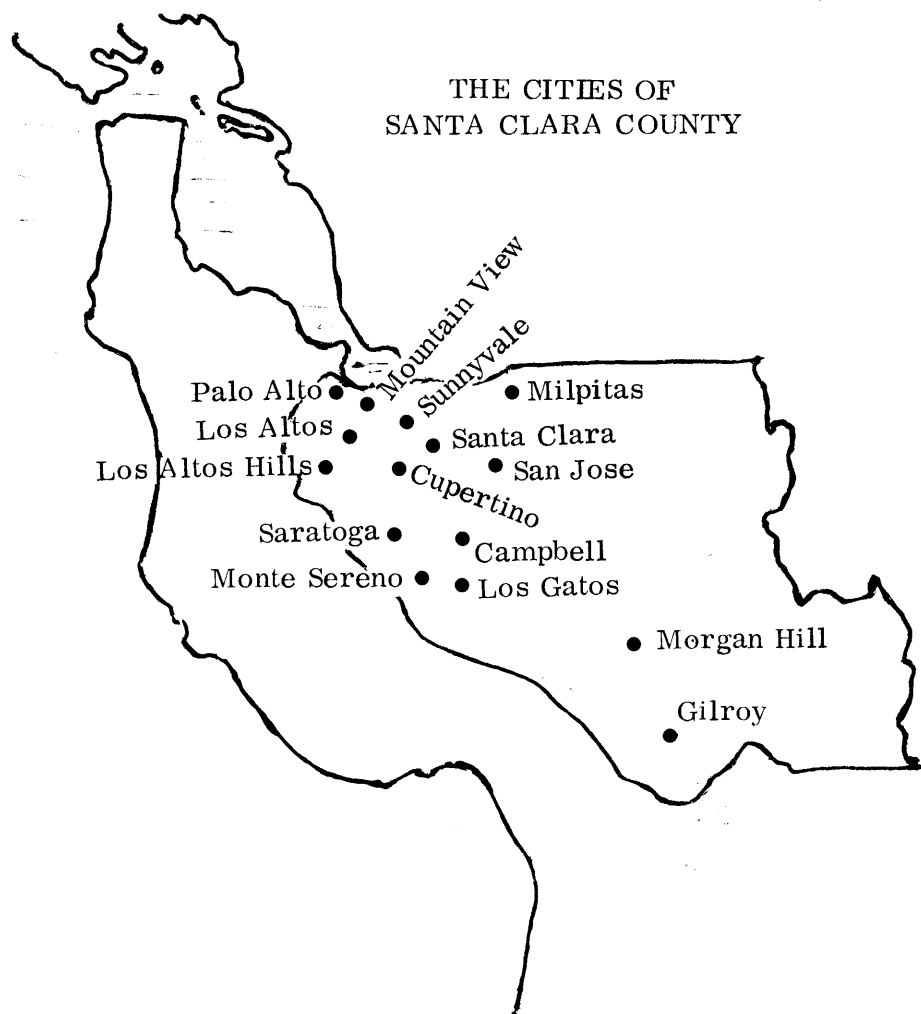 THE CITIES OF
SANTA CLARA COUNTY
Mountain View
Sunnyvale
Palo Alto
Milpitas
Los Altos
Santa Clara
Los Altos Hills
San Jose
Cupertino
Saratoga
Campbell
Monte Sereno
Los Gatos
Morgan Hill
Gilroy